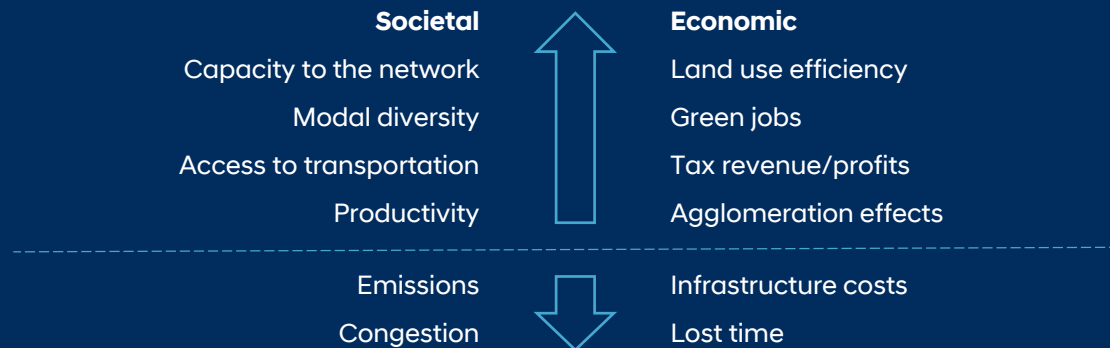 Societal
Economic
Capacity to the network
Land use efficiency
Modal diversity
Green jobs
Access to transportation
Tax revenue/profits
Productivity
Agglomeration effects
Emissions
Infrastructure costs
Congestion
Lost time